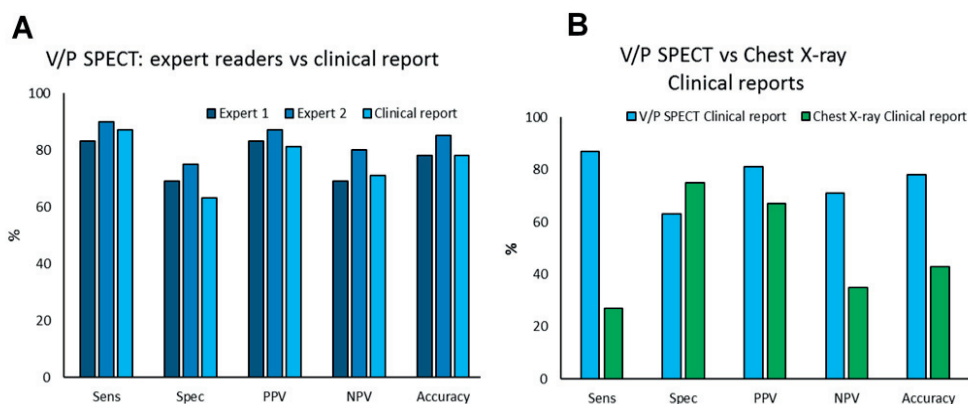 A
V/P SPECT: expert readers vs clinical report
Expert 1 Expert 2 Clinical report
100
80
60
40
20
0
%
Sens Spec PPV NPV Accuracy
B
V/P SPECT vs Chest X-ray
Clinical reports
V/P SPECT Clinical report Chest X-ray Clinical report
100
80
60
40
20
0
%
Sens Spec PPV NPV Accuracy